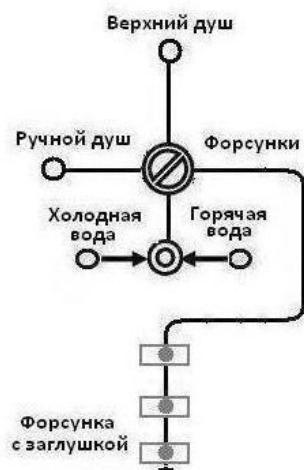 Верхний душ
Ручной душ
Форсунки
Холодная
вода
Горячая
вода
Форсунка
с заглушкой